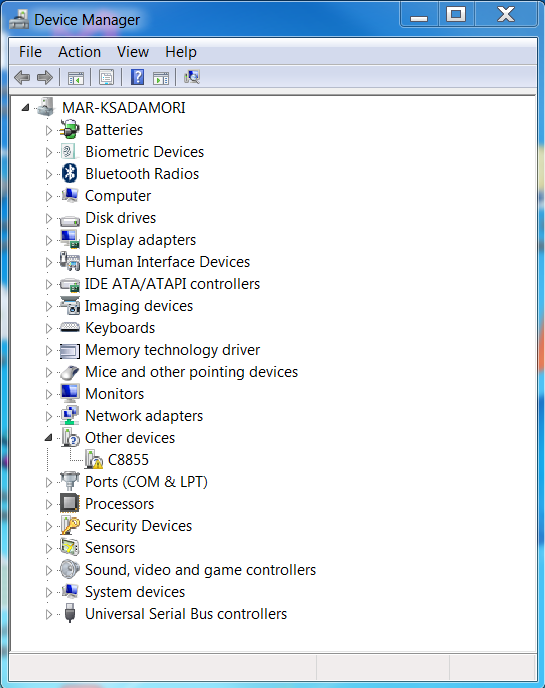 Device Manager
File Action View Help
MAR-KSADAMORI
Batteries
Biometric Devices
Bluetooth Radios
Computer
Disk drives
Display adapters
Human Interface Devices
IDE ATA/ATAPI controllers
Imaging devices
Keyboards
Memory technology driver
Mice and other pointing devices
Monitors
Network adapters
Other devices
C8855
Ports (COM & LPT)
Processors
Security Devices
Sensors
Sound, video and game controllers
System devices
Universal Serial Bus controllers